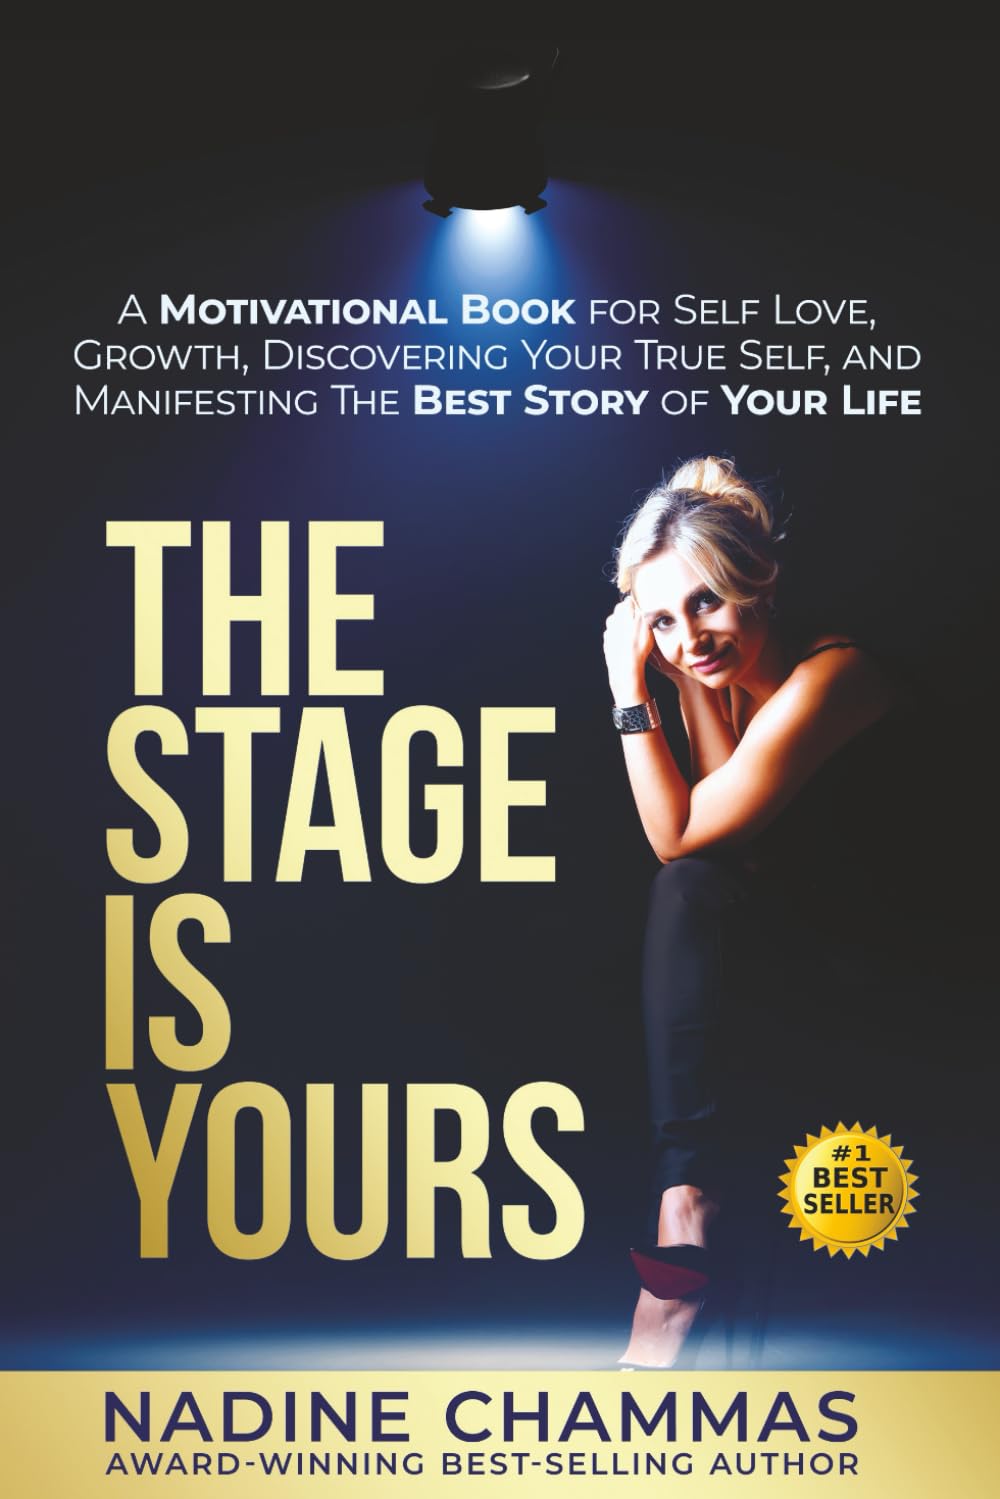 A MOTIVATIONAL BOOK FOR SELF LOVE,
GROWTH, DISCOVERING YOUR TRUE SELF, AND
MANIFESTING THE BEST STORY OF YOUR LIFE
THE
STAGE
IS
YOURS
#1
BEST
SELLER
NADINE CHAMMAS
AWARD-WINNING BEST-SELLING AUTHOR